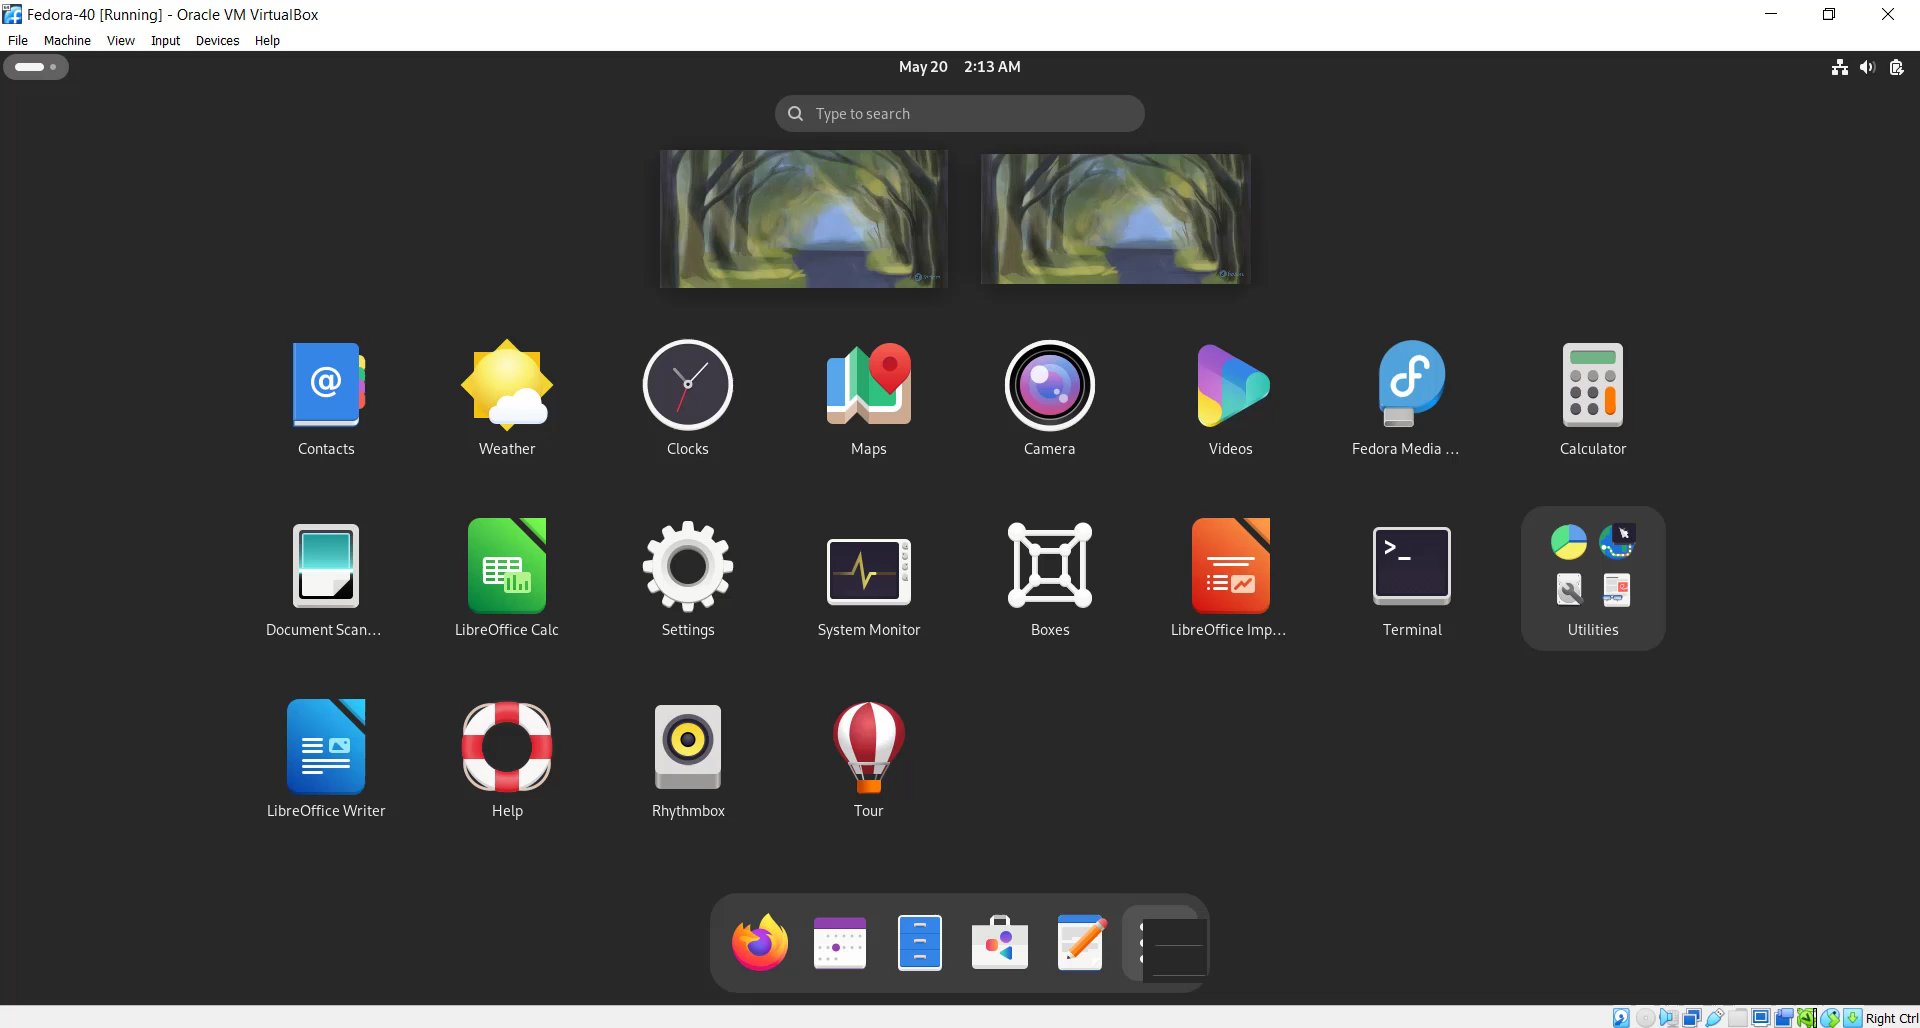 Fedora-40 [Running] - Oracle VM VirtualBox
File Machine View Input Devices Help
May 20 2:13 AM
Type to search
Contacts Weather Clocks Maps Camera Videos Fedora Media ... Calculator
Document Scan... LibreOffice Calc Settings System Monitor Boxes LibreOffice Imp... Terminal Utilities
LibreOffice Writer Help Rhythmbox Tour
Right Ctrl